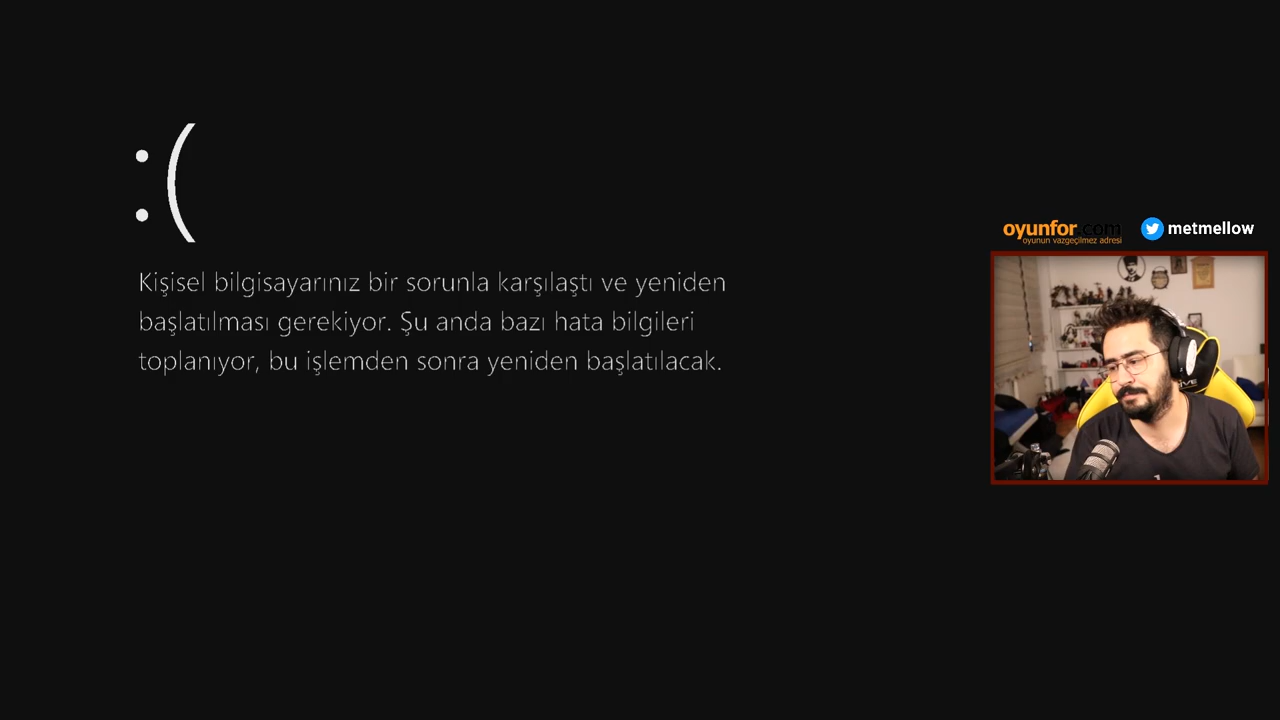 :(
Kişisel bilgisayarınız bir sorunla karşılaştı ve yeniden
başlatılması gerekiyor. Şu anda bazı hata bilgileri
toplanıyor, bu işlemden sonra yeniden başlatılacak.
oyunfor.com
oyunun vazgeçilmez adresi
metmellow